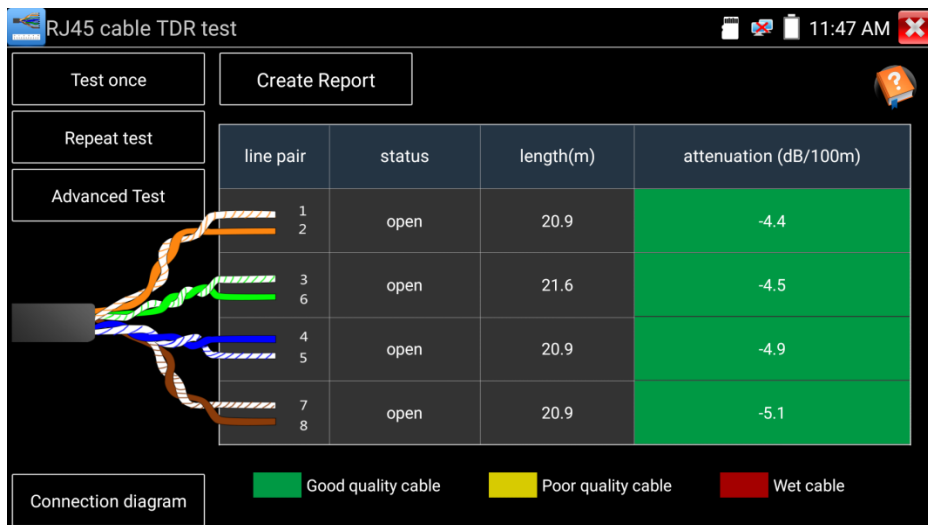 RJ45 cable TDR test
11:47 AM
Test once
Create Report
Repeat test
Advanced Test
line pair status length(m) attenuation (dB/100m)
1
2
open 20.9 -4.4
3
6
open 21.6 -4.5
4
5
open 20.9 -4.9
7
8
open 20.9 -5.1
Good quality cable Poor quality cable Wet cable
Connection diagram